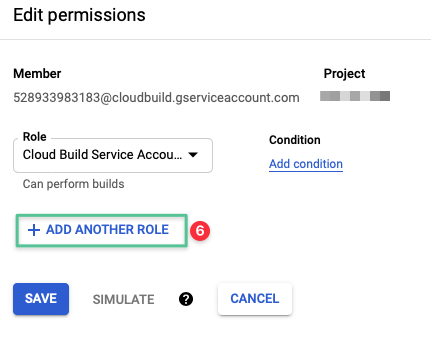 Edit permissions
Member Project
528933983183@cloudbuild.gserviceaccount.com
Role
Cloud Build Service Accou...
Condition
Add condition
Can perform builds
+ ADD ANOTHER ROLE 6
SAVE SIMULATE ? CANCEL